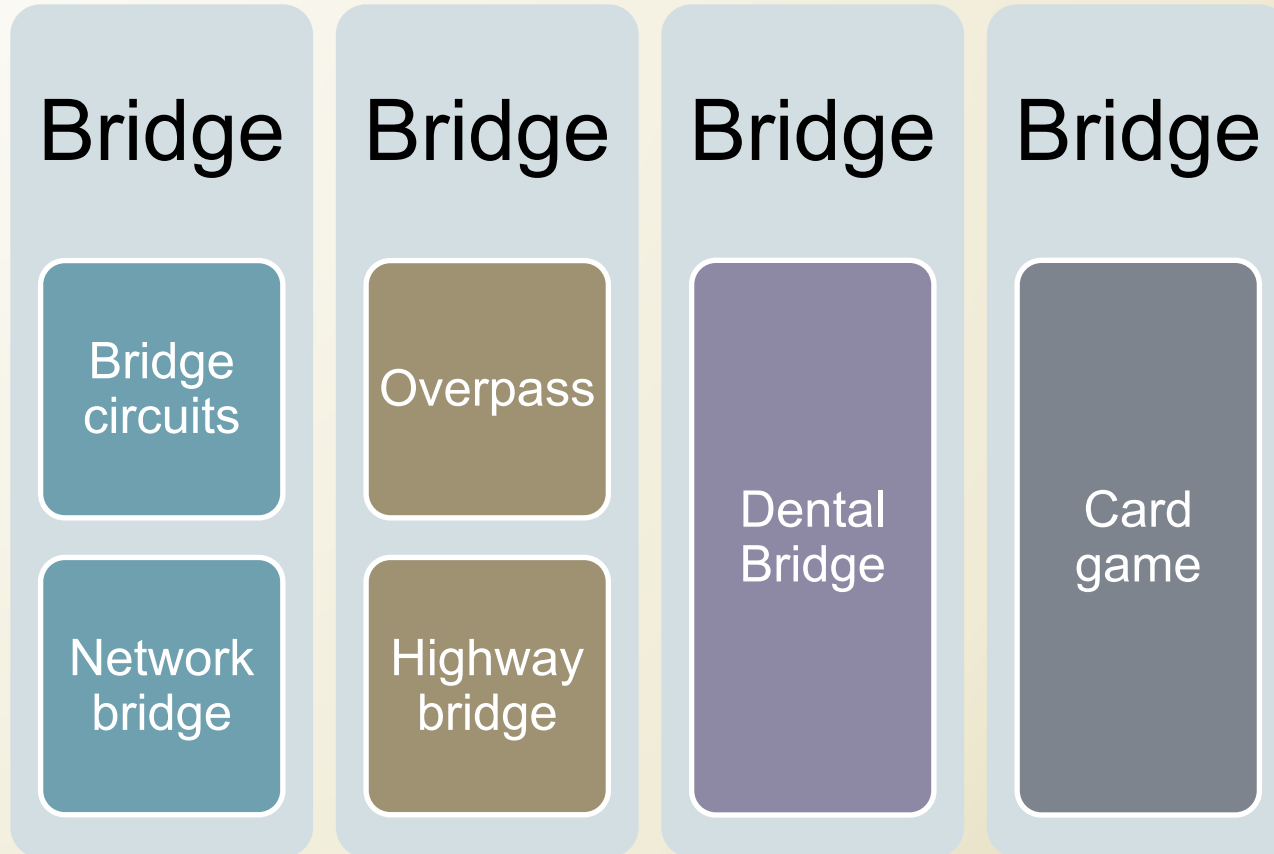 Bridge
Bridge
circuits
Network
bridge
Bridge
Overpass
Highway
bridge
Bridge
Dental
Bridge
Bridge
Card
game